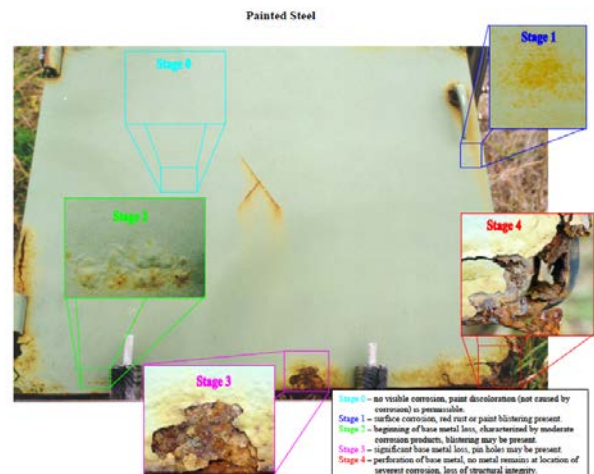 Painted Steel
Stage 0
Stage 1
Stage 2
Stage 4
Stage 3
Stage 0 – no visible corrosion, paint discoloration (not caused by
corrosion) is permissible.
Stage 1 – surface corrosion, red rust or paint blistering present.
Stage 2 – beginning of base metal loss, characterized by moderate
corrosion products, blistering may be present.
Stage 3 – significant base metal loss, pin holes may be present.
Stage 4 – perforation of base metal, no metal remains at location of
severest corrosion, loss of structural integrity.